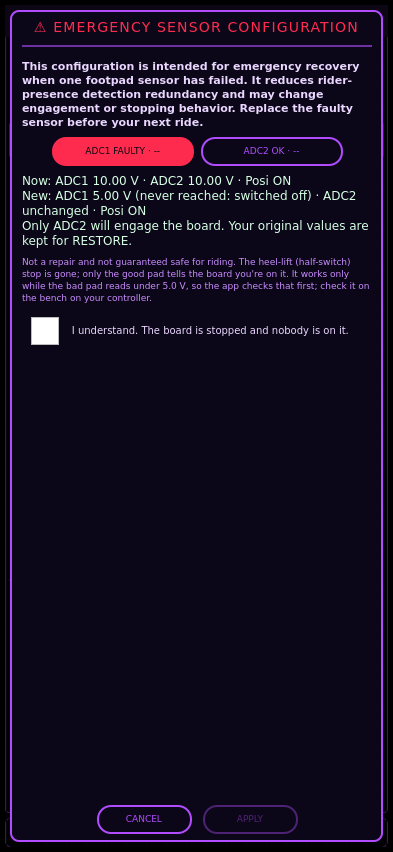 ⚠ EMERGENCY SENSOR CONFIGURATION
This configuration is intended for emergency recovery
when one footpad sensor has failed. It reduces rider-
presence detection redundancy and may change
engagement or stopping behavior. Replace the faulty
sensor before your next ride.
ADC1 FAULTY · --
ADC2 OK · --
Now: ADC1 10.00 V · ADC2 10.00 V · Posi ON
New: ADC1 5.00 V (never reached: switched off) · ADC2
unchanged · Posi ON
Only ADC2 will engage the board. Your original values are
kept for RESTORE.
Not a repair and not guaranteed safe for riding. The heel-lift (half-switch)
stop is gone; only the good pad tells the board you're on it. It works only
while the bad pad reads under 5.0 V, so the app checks that first; check it on
the bench on your controller.
I understand. The board is stopped and nobody is on it.
CANCEL
APPLY